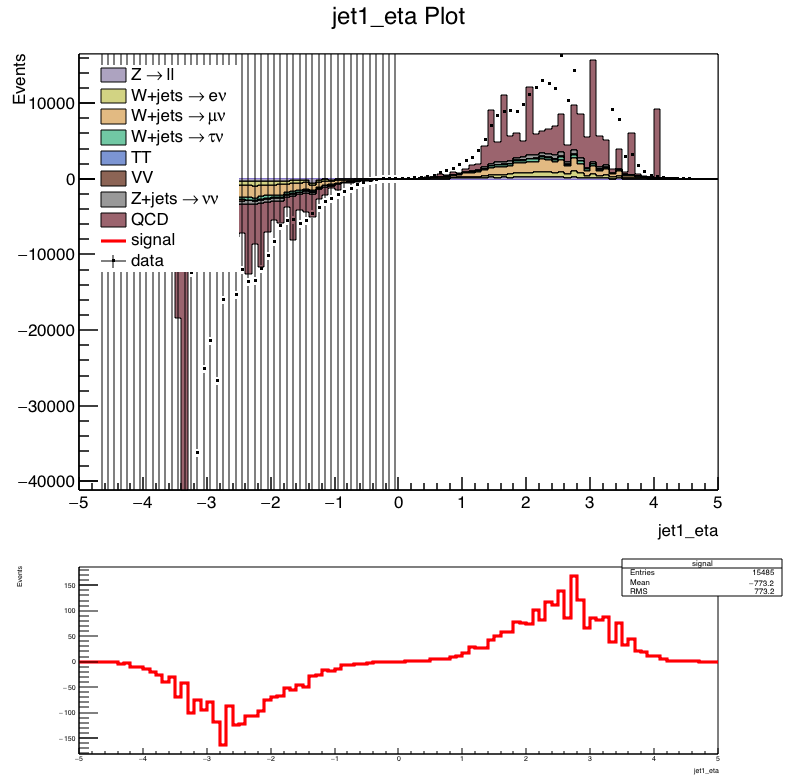 jet1_eta Plot
Events
Z → ll
W+jets → eν
W+jets → μν
W+jets → τν
TT
VV
Z+jets → νν
QCD
signal
data
10000
0
−10000
−20000
−30000
−40000
−5 −4 −3 −2 −1 0 1 2 3 4 5
jet1_eta
Events
signal
Entries 15485
Mean −773.2
RMS 773.2
150
100
50
0
−50
−100
−150
−5 −4 −3 −2 −1 0 1 2 3 4 5
jet1_eta